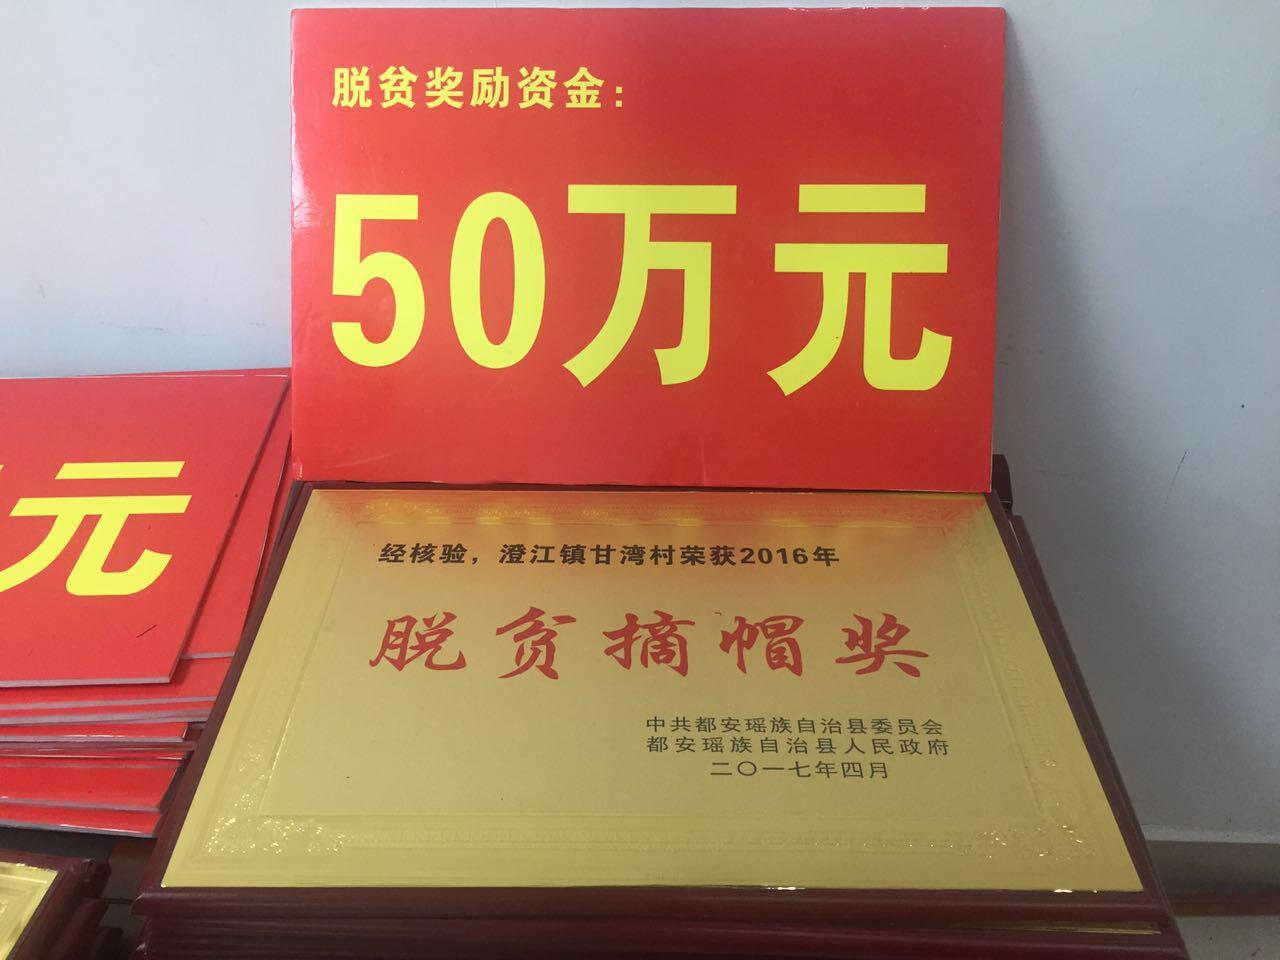 脱贫奖励资金：
50万元
元
经核验，澄江镇甘湾村荣获2016年
脱贫摘帽奖
中共都安瑶族自治县委员会
都安瑶族自治县人民政府
二〇一七年四月